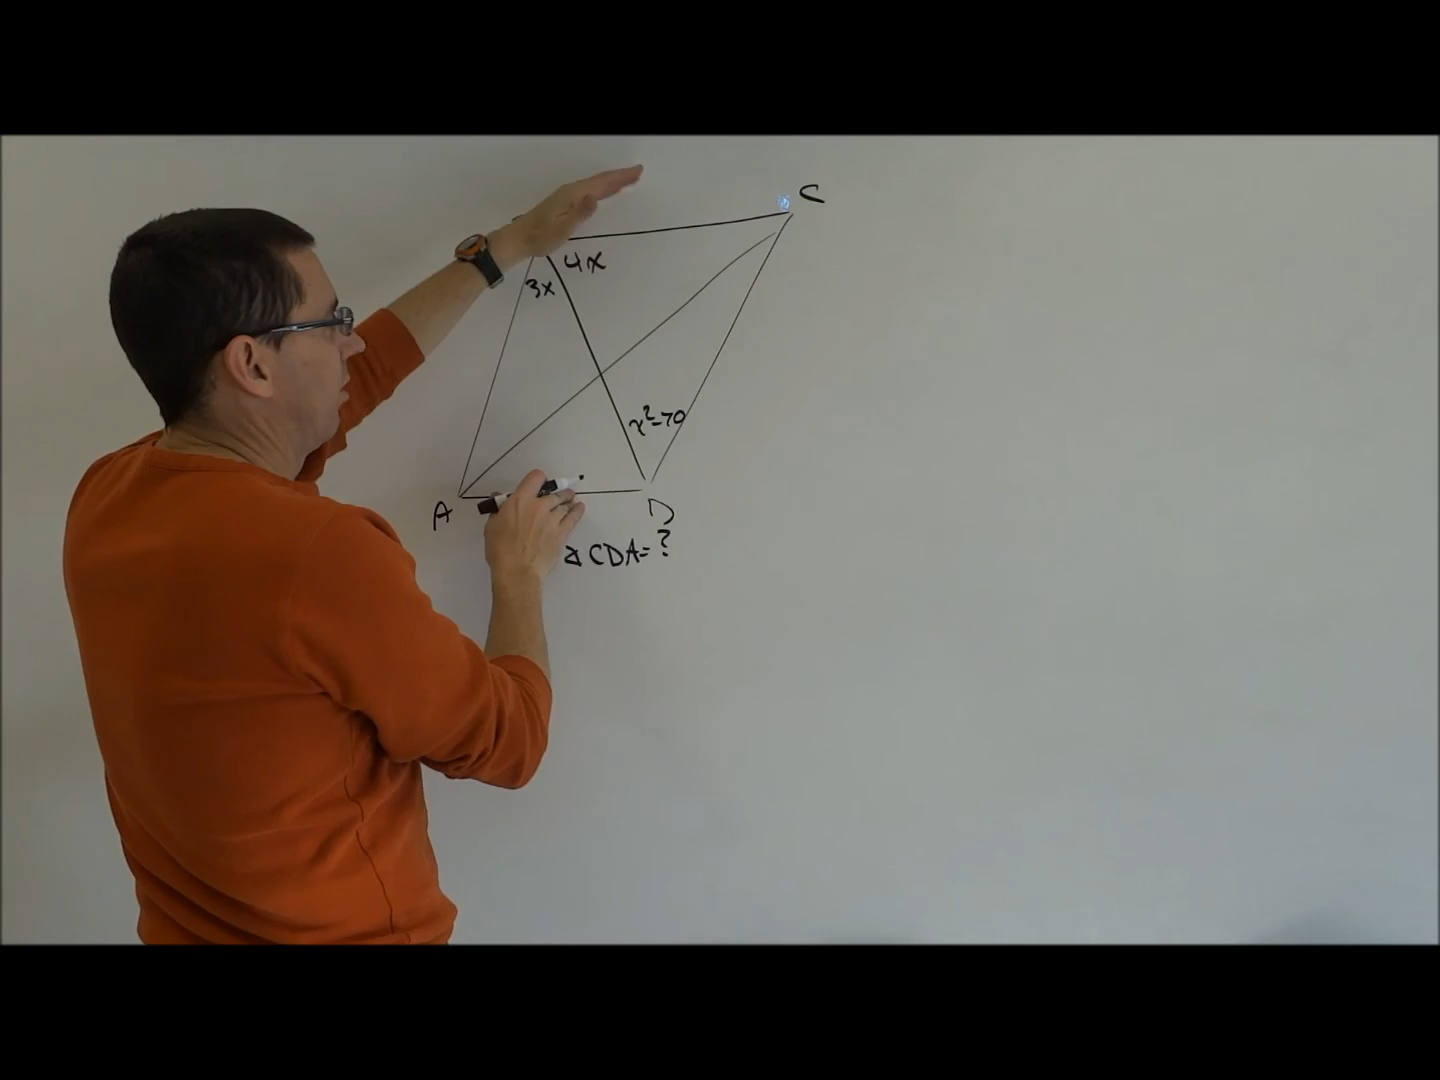 C
4x
3x
x²-70
A
D
∡ CDA = ?